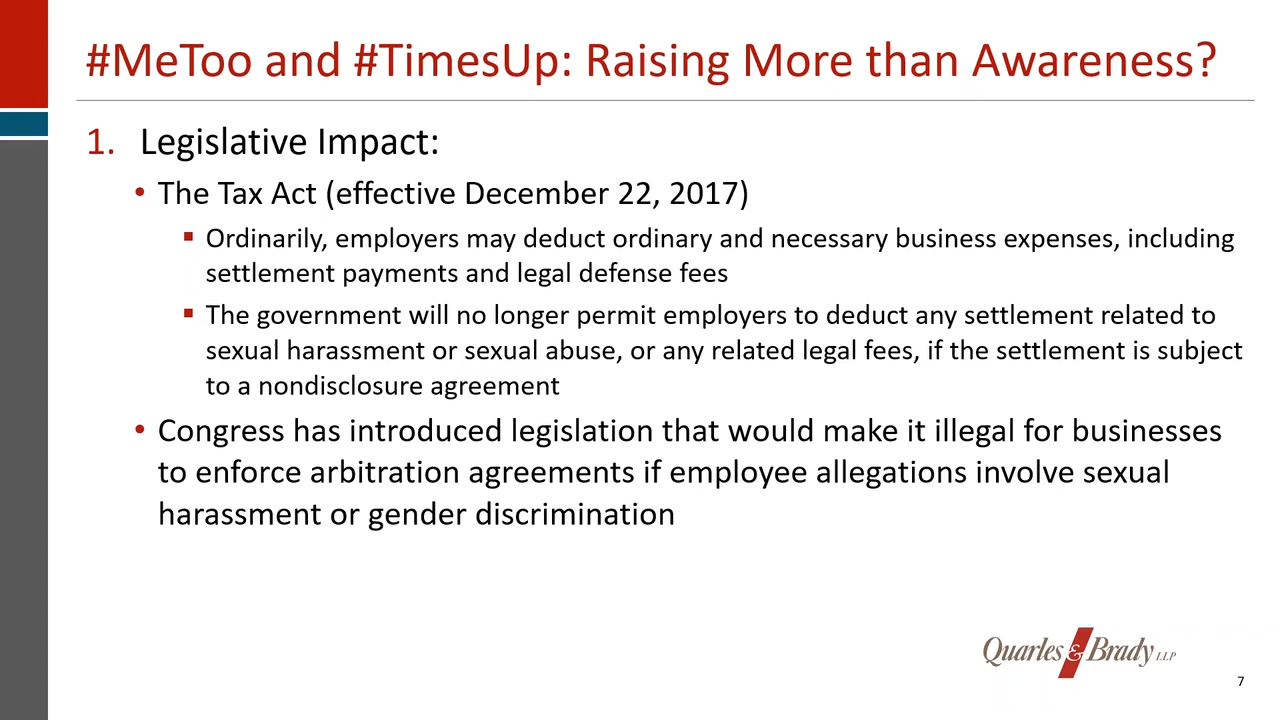 #MeToo and #TimesUp: Raising More than Awareness?
1. Legislative Impact:
• The Tax Act (effective December 22, 2017)
▪ Ordinarily, employers may deduct ordinary and necessary business expenses, including
settlement payments and legal defense fees
▪ The government will no longer permit employers to deduct any settlement related to
sexual harassment or sexual abuse, or any related legal fees, if the settlement is subject
to a nondisclosure agreement
• Congress has introduced legislation that would make it illegal for businesses
to enforce arbitration agreements if employee allegations involve sexual
harassment or gender discrimination
Quarles & Brady LLP
7